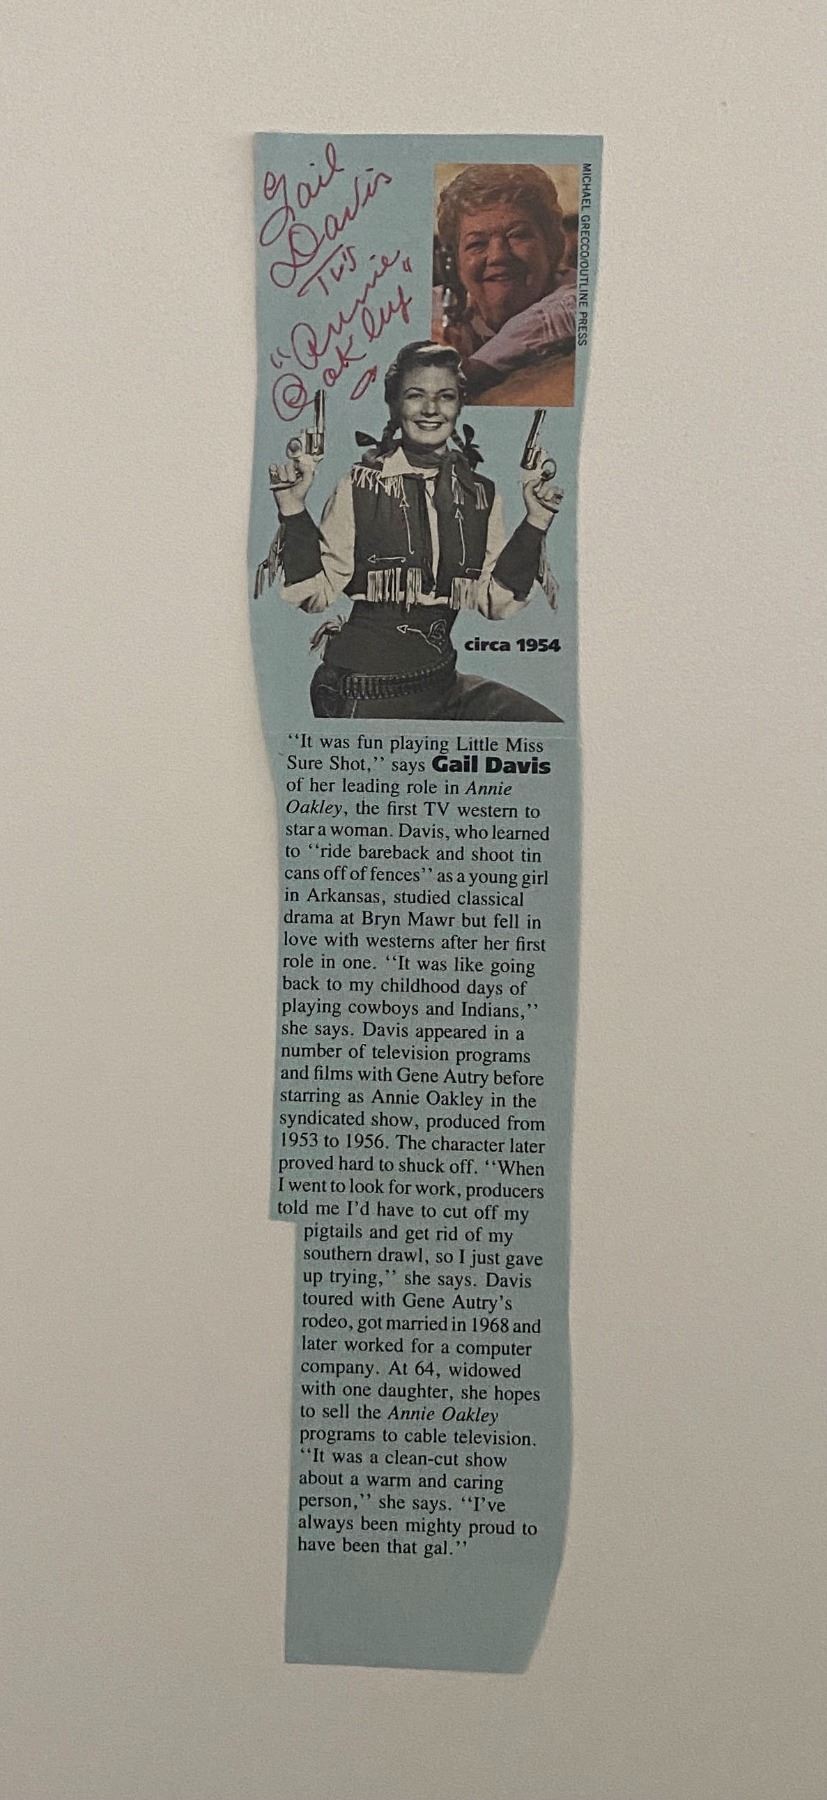 Gail
Davis
TV's
"Annie
Oakley"
MICHAEL GRECCO/OUTLINE PRESS
circa 1954
‘‘It was fun playing Little Miss
Sure Shot,’’ says Gail Davis
of her leading role in Annie
Oakley, the first TV western to
star a woman. Davis, who learned
to ‘‘ride bareback and shoot tin
cans off of fences’’ as a young girl
in Arkansas, studied classical
drama at Bryn Mawr but fell in
love with westerns after her first
role in one. ‘‘It was like going
back to my childhood days of
playing cowboys and Indians,’’
she says. Davis appeared in a
number of television programs
and films with Gene Autry before
starring as Annie Oakley in the
syndicated show, produced from
1953 to 1956. The character later
proved hard to shuck off. ‘‘When
I went to look for work, producers
told me I’d have to cut off my
pigtails and get rid of my
southern drawl, so I just gave
up trying,’’ she says. Davis
toured with Gene Autry’s
rodeo, got married in 1968 and
later worked for a computer
company. At 64, widowed
with one daughter, she hopes
to sell the Annie Oakley
programs to cable television.
‘‘It was a clean-cut show
about a warm and caring
person,’’ she says. ‘‘I’ve
always been mighty proud to
have been that gal.’’